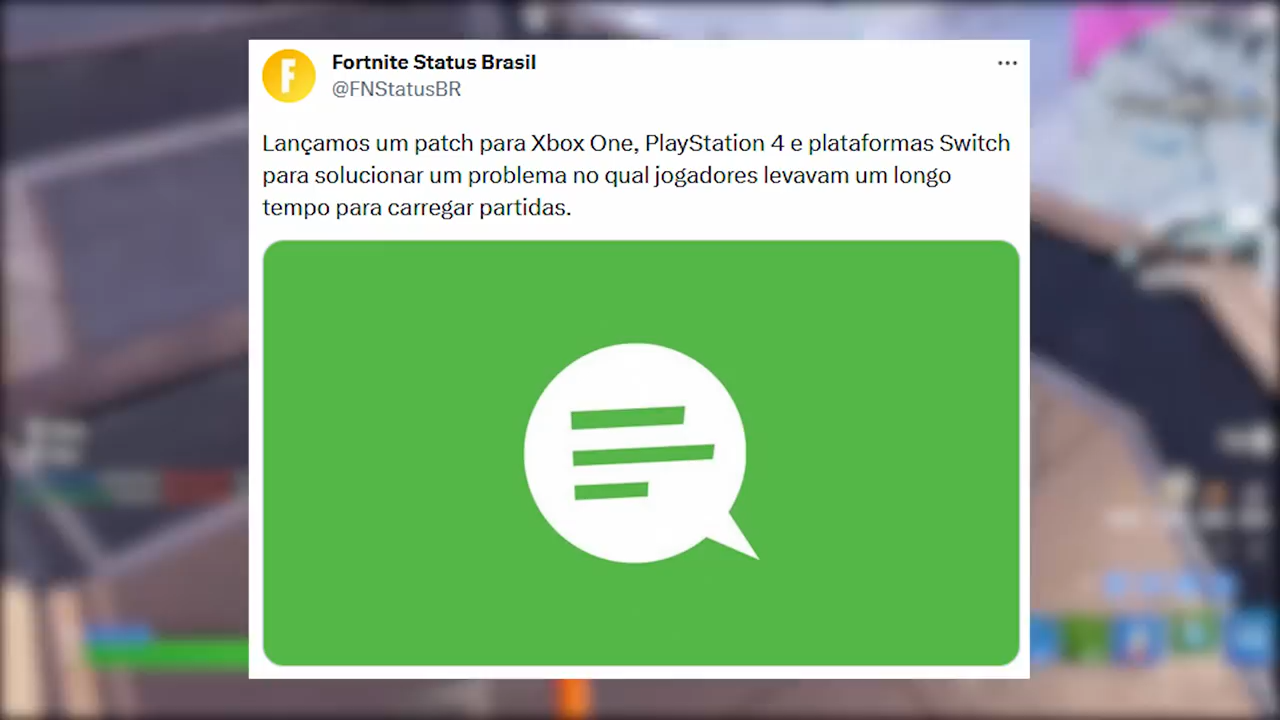 Fortnite Status Brasil
@FNStatusBR
Lançamos um patch para Xbox One, PlayStation 4 e plataformas Switch
para solucionar um problema no qual jogadores levavam um longo
tempo para carregar partidas.